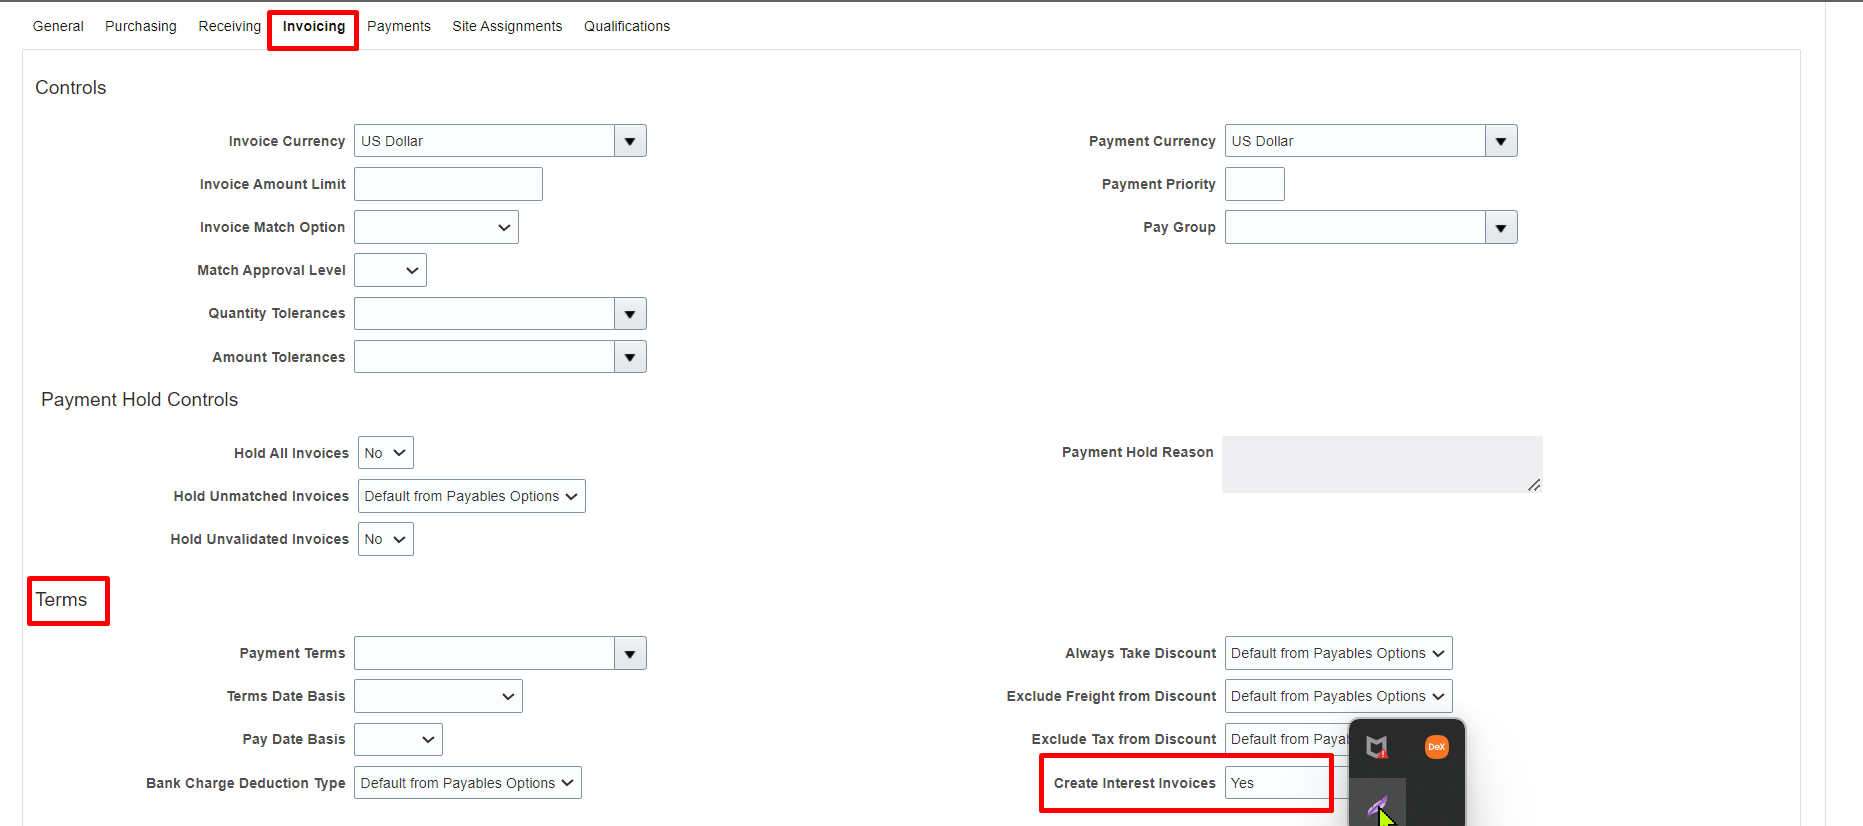 General Purchasing Receiving Invoicing Payments Site Assignments Qualifications
Controls
Invoice Currency US Dollar
Payment Currency US Dollar
Invoice Amount Limit
Payment Priority
Invoice Match Option
Pay Group
Match Approval Level
Quantity Tolerances
Amount Tolerances
Payment Hold Controls
Hold All Invoices No
Payment Hold Reason
Hold Unmatched Invoices Default from Payables Options
Hold Unvalidated Invoices No
Terms
Payment Terms
Always Take Discount Default from Payables Options
Terms Date Basis
Exclude Freight from Discount Default from Payables Options
Pay Date Basis
Exclude Tax from Discount Default from Paya
Bank Charge Deduction Type Default from Payables Options
Create Interest Invoices Yes
DeX